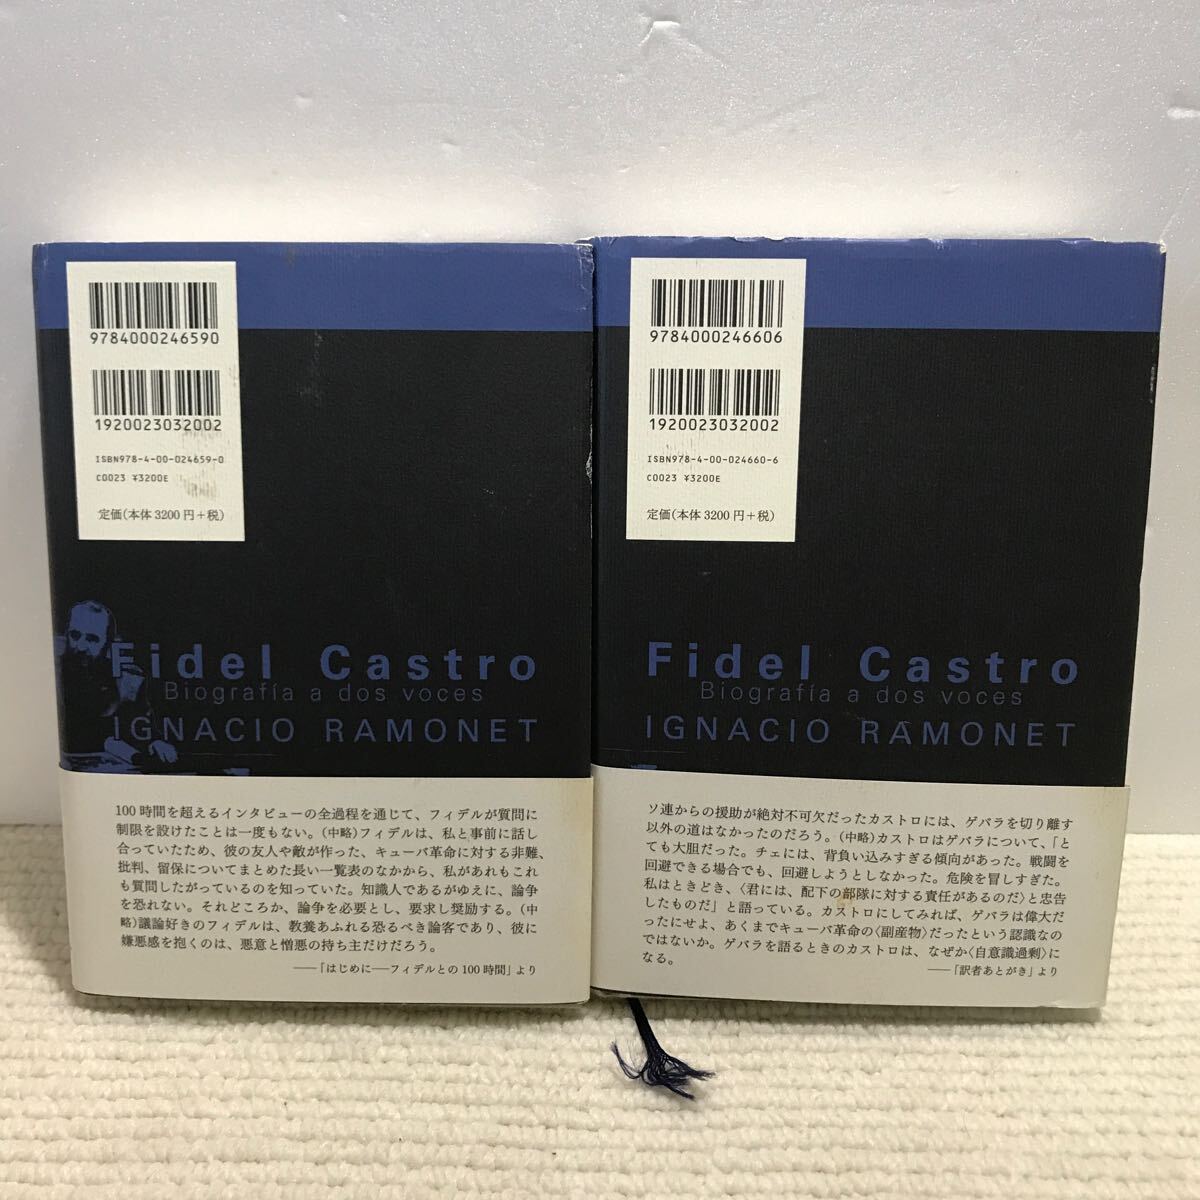 9784000246590
1920023032002
ISBN978-4-00-024659-0
C0023 ¥3200E
定価(本体3200円+税)
Fidel Castro
Biografía a dos voces
IGNACIO RAMONET
100時間を超えるインタビューの全過程を通じて、フィデルが質問に
制限を設けたことは一度もない。(中略)フィデルは、私と事前に話し
合っていたため、彼の友人や敵が作った、キューバ革命に対する非難、
批判、留保についてまとめた長い一覧表のなかから、私があれもこれ
も質問したがっているのを知っていた。知識人であるがゆえに、論争
を恐れない。それどころか、論争を必要とし、要求し奨励する。(中
略)議論好きのフィデルは、教養あふれる恐るべき論客であり、彼に
嫌悪感を抱くのは、悪意と憎悪の持ち主だけだろう。
——「はじめに——フィデルとの100時間」より
9784000246606
1920023032002
ISBN978-4-00-024660-6
C0023 ¥3200E
定価(本体3200円+税)
Fidel Castro
Biografía a dos voces
IGNACIO RAMONET
ソ連からの援助が絶対不可欠だったカストロには、ゲバラを切り離す
以外の道はなかったのだろう。(中略)カストロはゲバラについて、「と
ても大胆だった。チェには、背負い込みすぎる傾向があった。戦闘を
回避できる場合でも、回避しようとしなかった。危険を冒しすぎた。
私はときどき、〈君には、配下の部隊に対する責任があるのだ〉と忠告
したものだ」と語っている。カストロにしてみれば、ゲバラは偉大だ
ったにせよ、あくまでキューバ革命の〈副産物〉だったという認識なの
ではないか。ゲバラを語るときのカストロは、なぜか〈自意識過剰〉に
なる。
——「訳者あとがき」より